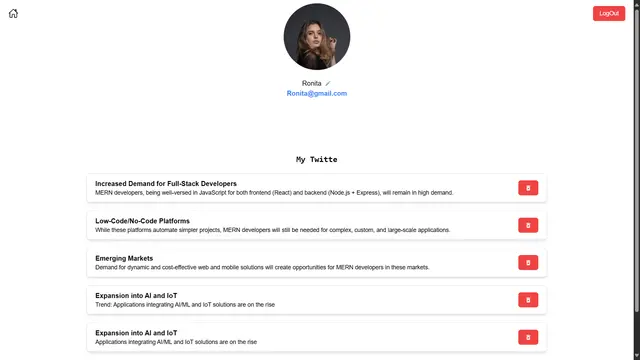 LogOut
Ronita
Ronita@gmail.com
My Twitte
Increased Demand for Full-Stack Developers
MERN developers, being well-versed in JavaScript for both frontend (React) and backend (Node.js + Express), will remain in high demand.
Low-Code/No-Code Platforms
While these platforms automate simpler projects, MERN developers will still be needed for complex, custom, and large-scale applications.
Emerging Markets
Demand for dynamic and cost-effective web and mobile solutions will create opportunities for MERN developers in these markets.
Expansion into AI and IoT
Trend: Applications integrating AI/ML and IoT solutions are on the rise
Expansion into AI and IoT
Applications integrating AI/ML and IoT solutions are on the rise